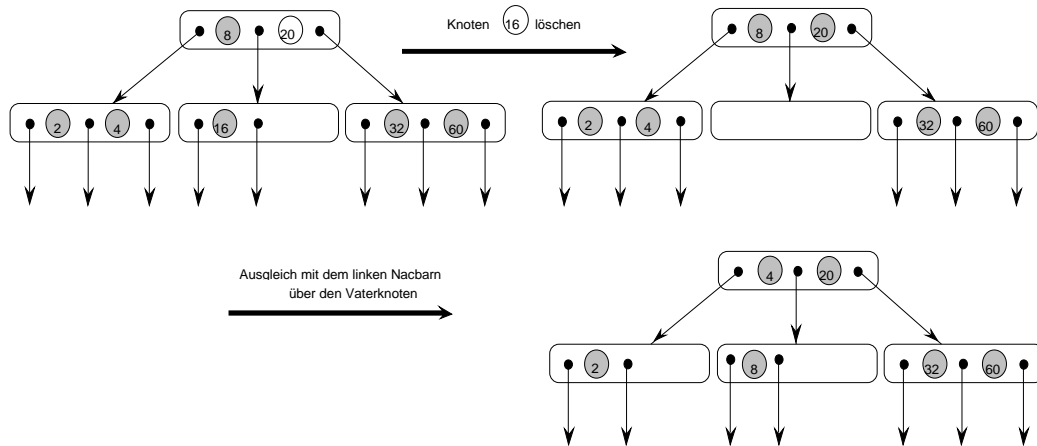 8 20
Knoten 16 löschen
8 20
2 4 16 32 60
2 4 32 60
Ausgleich mit dem linken Nacbarn
über den Vaterknoten
4 20
2 8 32 60